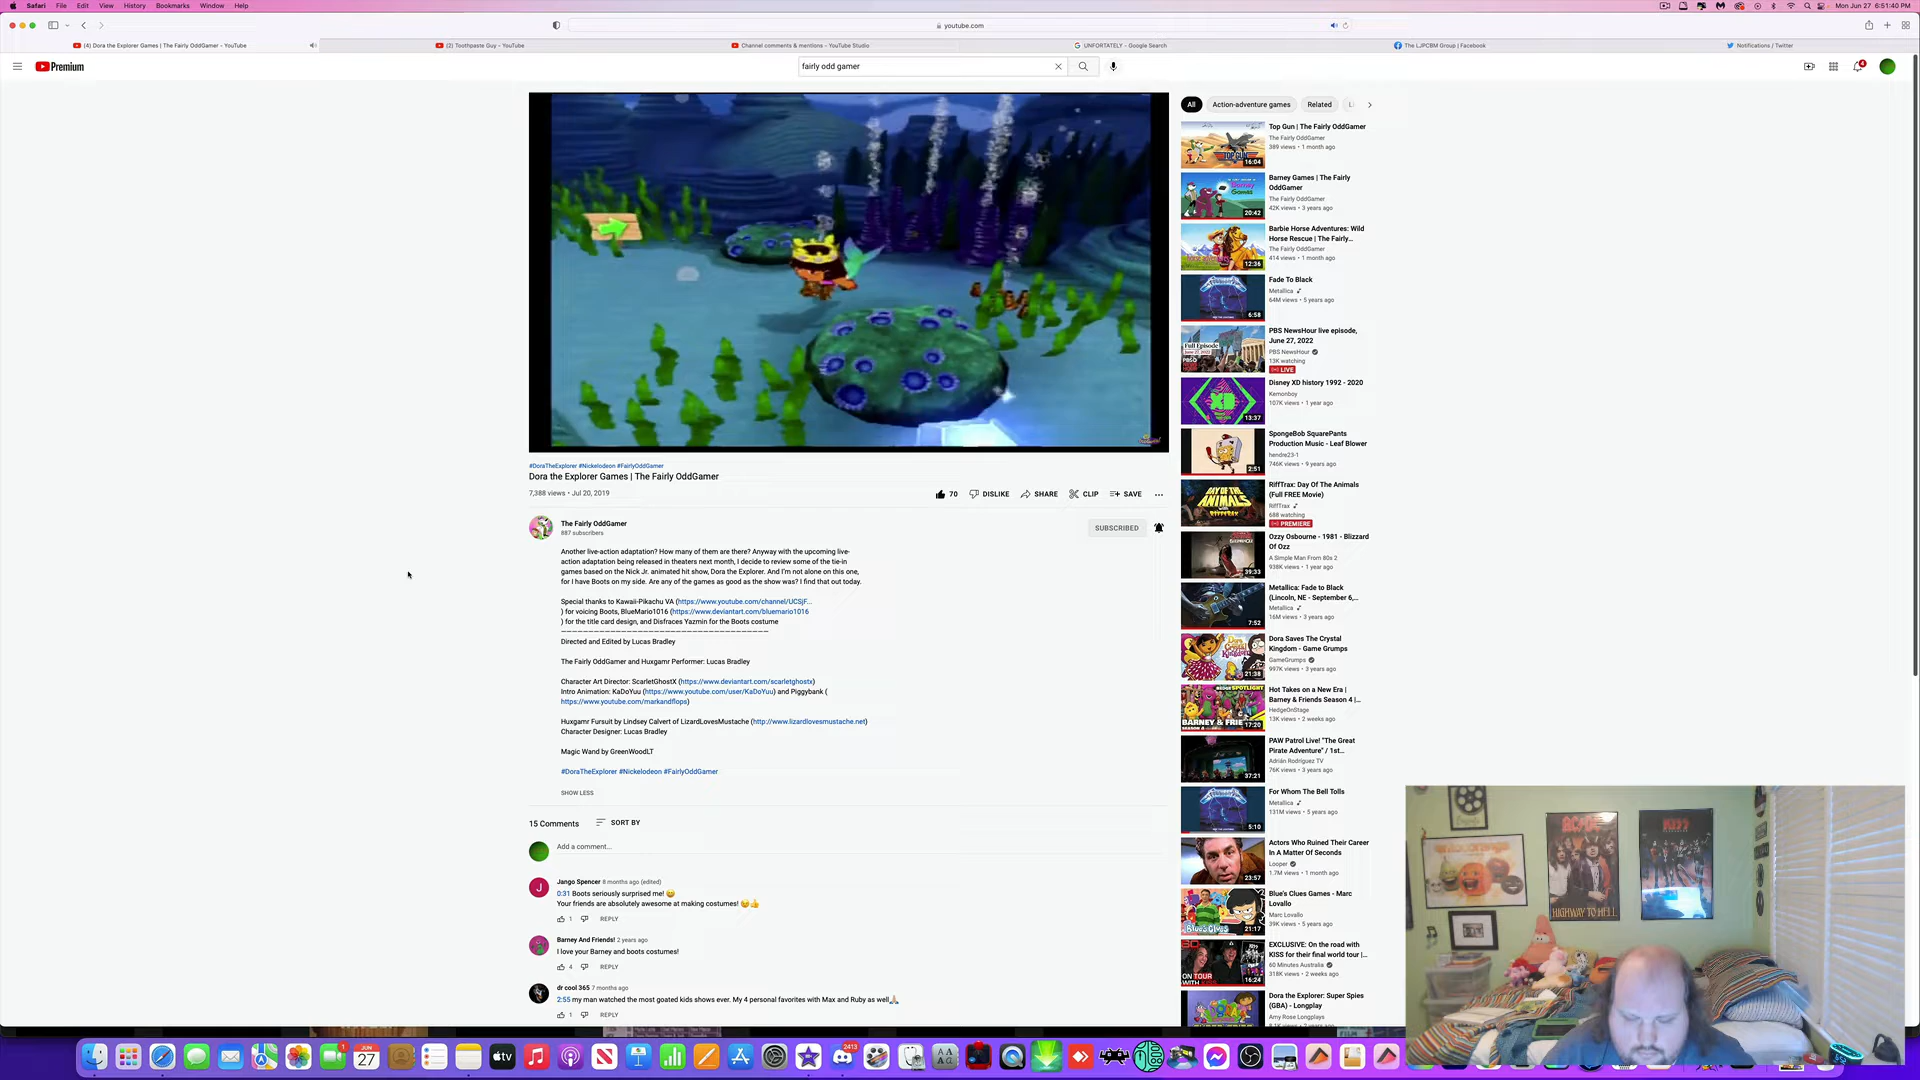 Safari File Edit View History Bookmarks Window Help
Mon Jun 27 6:51:40 PM
youtube.com
(4) Dora the Explorer Games | The Fairly OddGamer - YouTube
(2) Toothpaste Guy - YouTube
Channel comments & mentions - YouTube Studio
UNFORTATELY - Google Search
The LJPCBM Group | Facebook
Notifications / Twitter
Premium
fairly odd gamer
4
#DoraTheExplorer #Nickelodeon #FairlyOddGamer
Dora the Explorer Games | The Fairly OddGamer
7,388 views • Jul 20, 2019
70 DISLIKE SHARE CLIP SAVE ...
The Fairly OddGamer
887 subscribers
SUBSCRIBED
Another live-action adaptation? How many of them are there? Anyway with the upcoming live-
action adaptation being released in theaters next month, I decide to review some of the tie-in
games based on the Nick Jr. animated hit show, Dora the Explorer. And I'm not alone on this one,
for I have Boots on my side. Are any of the games as good as the show was? I find that out today.
Special thanks to Kawaii-Pikachu VA (https://www.youtube.com/channel/UCSjF...
) for voicing Boots, BlueMario1016 (https://www.deviantart.com/bluemario1016
) for the title card design, and Disfraces Yazmin for the Boots costume
Directed and Edited by Lucas Bradley
The Fairly OddGamer and Huxgamr Performer: Lucas Bradley
Character Art Director: ScarletGhostX (https://www.deviantart.com/scarletghostx)
Intro Animation: KaDoYuu (https://www.youtube.com/user/KaDoYuu) and Piggybank (
https://www.youtube.com/markandflops)
Huxgamr Fursuit by Lindsey Calvert of LizardLovesMustache (http://www.lizardlovesmustache.net)
Character Designer: Lucas Bradley
Magic Wand by GreenWoodLT
#DoraTheExplorer #Nickelodeon #FairlyOddGamer
SHOW LESS
15 Comments SORT BY
Add a comment...
J
Jango Spencer 8 months ago (edited)
0:31 Boots seriously surprised me!
Your friends are absolutely awesome at making costumes!
1 REPLY
Barney And Friends! 2 years ago
I love your Barney and boots costumes!
4 REPLY
dr cool 365 7 months ago
2:55 my man watched the most goated kids shows ever. My 4 personal favorites with Max and Ruby as well
1 REPLY
All Action-adventure games Related
Top Gun | The Fairly OddGamer
The Fairly OddGamer
389 views • 1 month ago
16:04
Barney Games | The Fairly
OddGamer
The Fairly OddGamer
42K views • 3 years ago
20:42
Barbie Horse Adventures: Wild
Horse Rescue | The Fairly...
The Fairly OddGamer
414 views • 1 month ago
12:36
Fade To Black
Metallica
64M views • 5 years ago
6:58
PBS NewsHour live episode,
June 27, 2022
PBS NewsHour
13K watching
LIVE
Full Episode
Disney XD history 1992 - 2020
Kemonboy
107K views • 1 year ago
13:37
SpongeBob SquarePants
Production Music - Leaf Blower
hendre23-1
746K views • 9 years ago
2:51
RiffTrax: Day Of The Animals
(Full FREE Movie)
RiffTrax
688 watching
PREMIERE
DAY OF THE
ANIMALS
Ozzy Osbourne - 1981 - Blizzard
Of Ozz
A Simple Man From 80s 2
938K views • 1 year ago
39:33
Metallica: Fade to Black
(Lincoln, NE - September 6,...
Metallica
16M views • 3 years ago
7:52
Dora Saves The Crystal
Kingdom - Game Grumps
GameGrumps
997K views • 3 years ago
21:38
Hot Takes on a New Era |
Barney & Friends Season 4 |...
HedgeOnStage
13K views • 2 weeks ago
17:20
PAW Patrol Live! "The Great
Pirate Adventure" / 1st...
Adrián Rodríguez TV
76K views • 3 years ago
37:21
For Whom The Bell Tolls
Metallica
131M views • 5 years ago
5:10
Actors Who Ruined Their Career
In A Matter Of Seconds
Looper
1.7M views • 1 month ago
23:57
Blue's Clues Games - Marc
Lovallo
Marc Lovallo
39K views • 5 years ago
21:17
EXCLUSIVE: On the road with
KISS for their final world tour |...
60 Minutes Australia
318K views • 2 weeks ago
16:24
Dora the Explorer: Super Spies
(GBA) - Longplay
Amy Rose Longplays
AC/DC
HIGHWAY TO HELL
KISS
1
JUN
27
2413